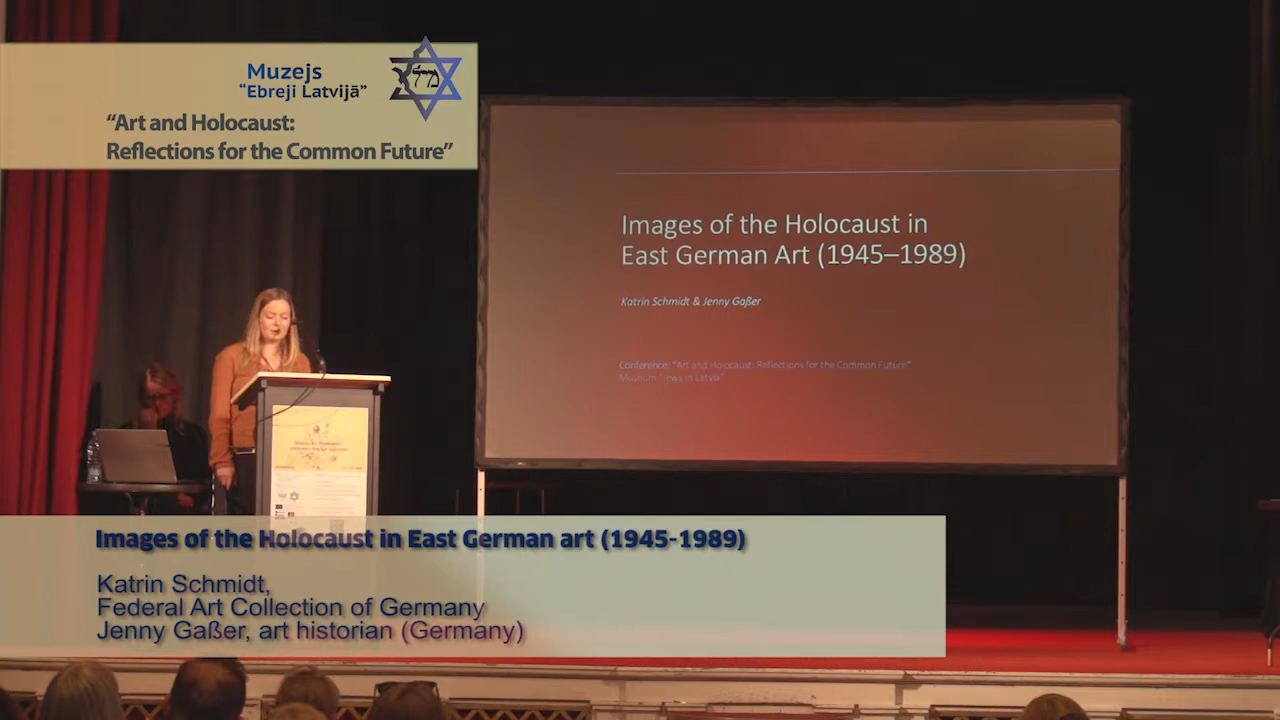 Muzejs
“Ebreji Latvijā”
“Art and Holocaust:
Reflections for the Common Future”
Images of the Holocaust in
East German Art (1945–1989)
Katrin Schmidt & Jenny Gaßer
Conference: "Art and Holocaust: Reflections for the Common Future"
Museum "Jews in Latvia"
Images of the Holocaust in East German art (1945-1989)
Katrin Schmidt,
Federal Art Collection of Germany
Jenny Gaßer, art historian (Germany)